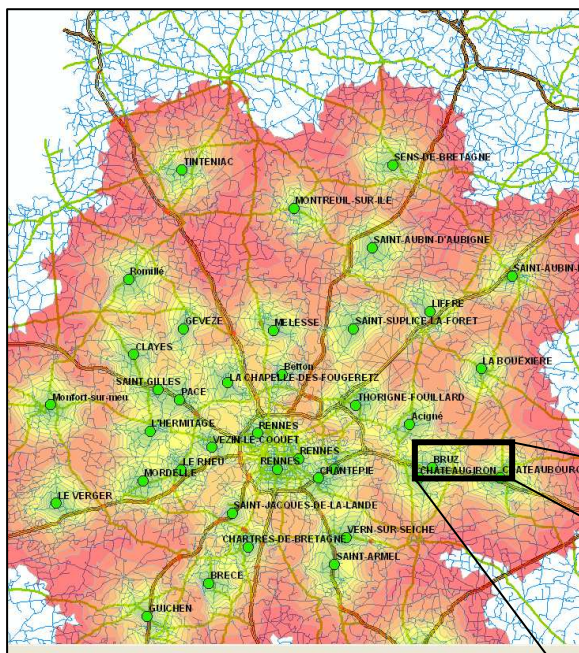 TINTENIAC
SENS-DE-BRETAGNE
MONTREUIL-SUR-ILE
SAINT-AUBIN-D'AUBIGNE
Romillé
SAINT-AUBIN-
LIFFRE
GEVEZE
MELESSE
SAINT-SUPLICE-LA-FORET
CLAYES
LA BOUEXIERE
Betton
SAINT-GILLES
LA CHAPELLE-DES-FOUGERETZ
PACE
Monfort-sur-meu
THORIGNE-FOUILLARD
Acigné
L'HERMITAGE
RENNES
VEZIN-LE-COQUET
RENNES
BRUZ
LE RHEU
RENNES
CHATEAUGIRON
CHATEAUBOURG
MORDELLE
CHANTEPIE
LE VERGER
SAINT-JACQUES-DE-LA-LANDE
CHARTRES-DE-BRETAGNE
VERN-SUR-SEICHE
SAINT-ARMEL
BRECE
GUICHEN